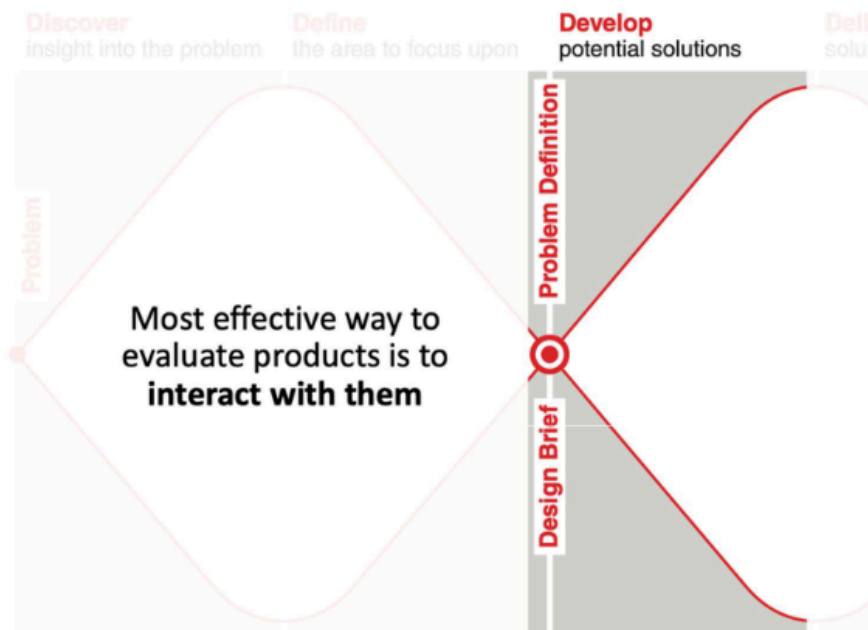 Discover
insight into the problem
Define
the area to focus upon
Develop
potential solutions
Problem
Problem Definition
Design Brief
Most effective way to
evaluate products is to
interact with them